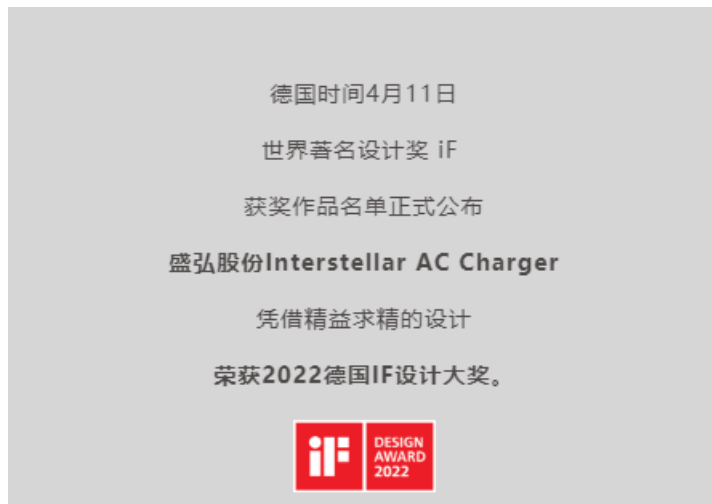 德国时间4月11日
世界著名设计奖 iF
获奖作品名单正式公布
盛弘股份Interstellar AC Charger
凭借精益求精的设计
荣获2022德国IF设计大奖。
iF
DESIGN
AWARD
2022